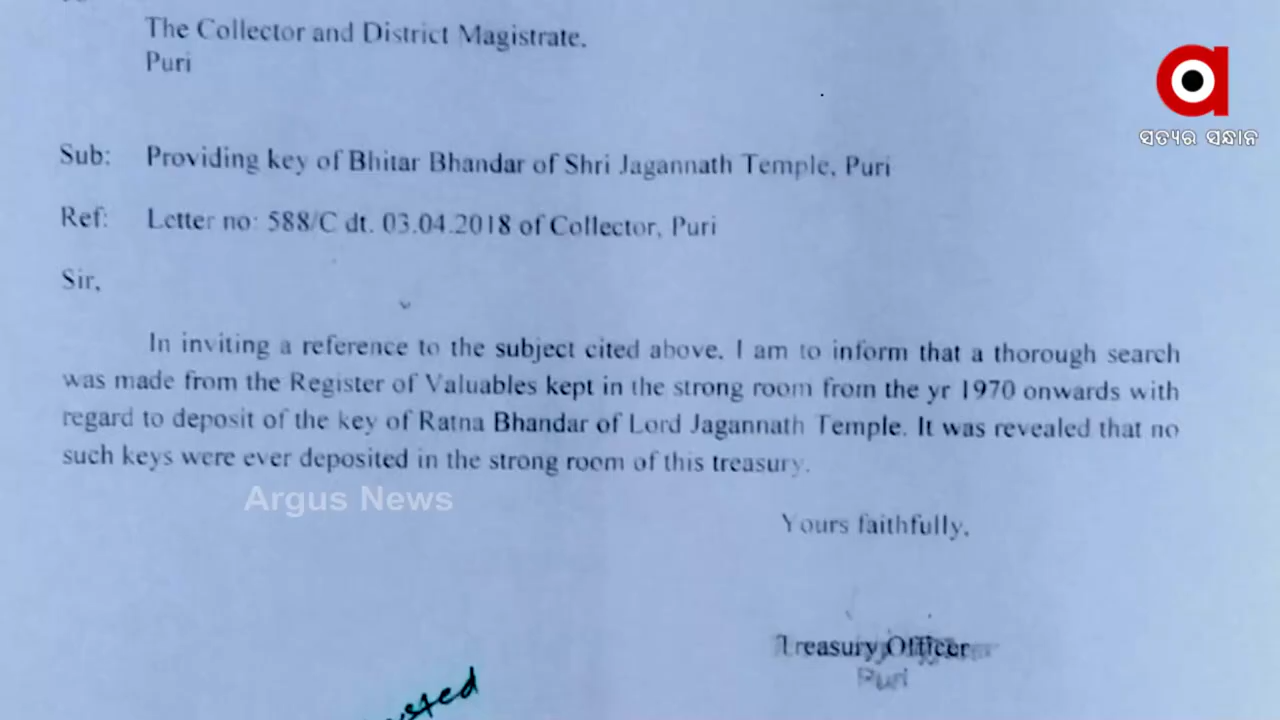 The Collector and District Magistrate.
Puri
ସତ୍ୟର ସନ୍ଧାନ
Sub: Providing key of Bhitar Bhandar of Shri Jagannath Temple, Puri
Ref: Letter no: 588/C dt. 03.04.2018 of Collector, Puri
Sir,
In inviting a reference to the subject cited above, I am to inform that a thorough search
was made from the Register of Valuables kept in the strong room from the yr 1970 onwards with
regard to deposit of the key of Ratna Bhandar of Lord Jagannath Temple. It was revealed that no
such keys were ever deposited in the strong room of this treasury.
Argus News
Yours faithfully,
Treasury Officer
Puri